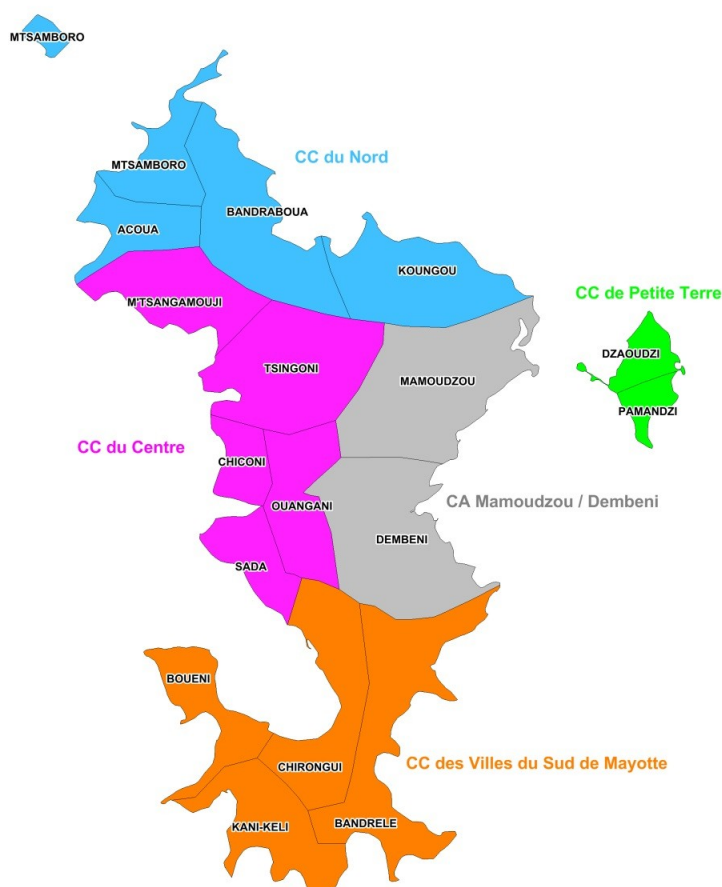 MTSAMBORO
CC du Nord
MTSAMBORO
BANDRABOUA
ACOUA
KOUNGOU
CC de Petite Terre
M'TSANGAMOUJI
DZAOUDZI
TSINGONI
MAMOUDZOU
PAMANDZI
CC du Centre
CHICONI
OUANGANI
CA Mamoudzou / Dembeni
DEMBENI
SADA
BOUENI
CC des Villes du Sud de Mayotte
CHIRONGUI
KANI-KELI
BANDRELE